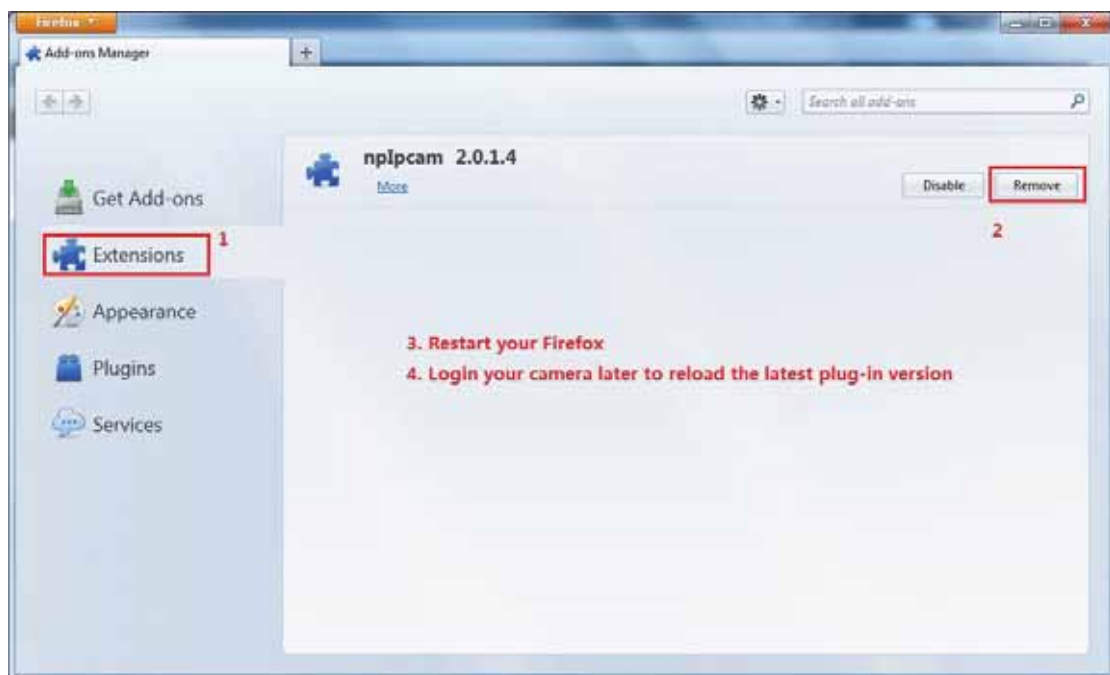 Firefox
Add-ons Manager
Search all add-ons
npIpcam 2.0.1.4
More
Disable
Remove
Get Add-ons
2
Extensions
1
Appearance
3. Restart your Firefox
Plugins
4. Login your camera later to reload the latest plug-in version
Services